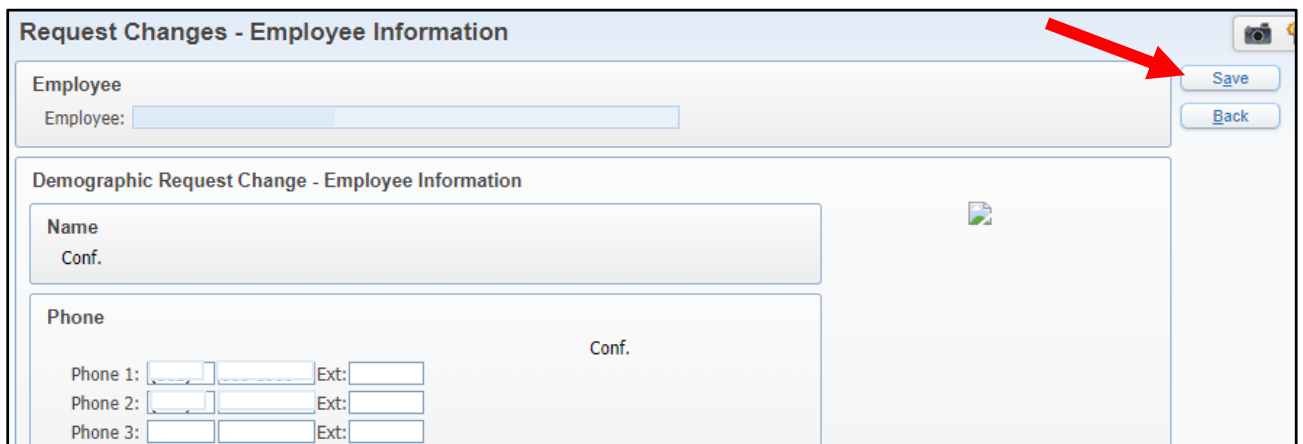 Request Changes - Employee Information
Save
Employee
Employee:
Back
Demographic Request Change - Employee Information
Name
Conf.
Phone
Conf.
Phone 1: Ext:
Phone 2: Ext:
Phone 3: Ext: